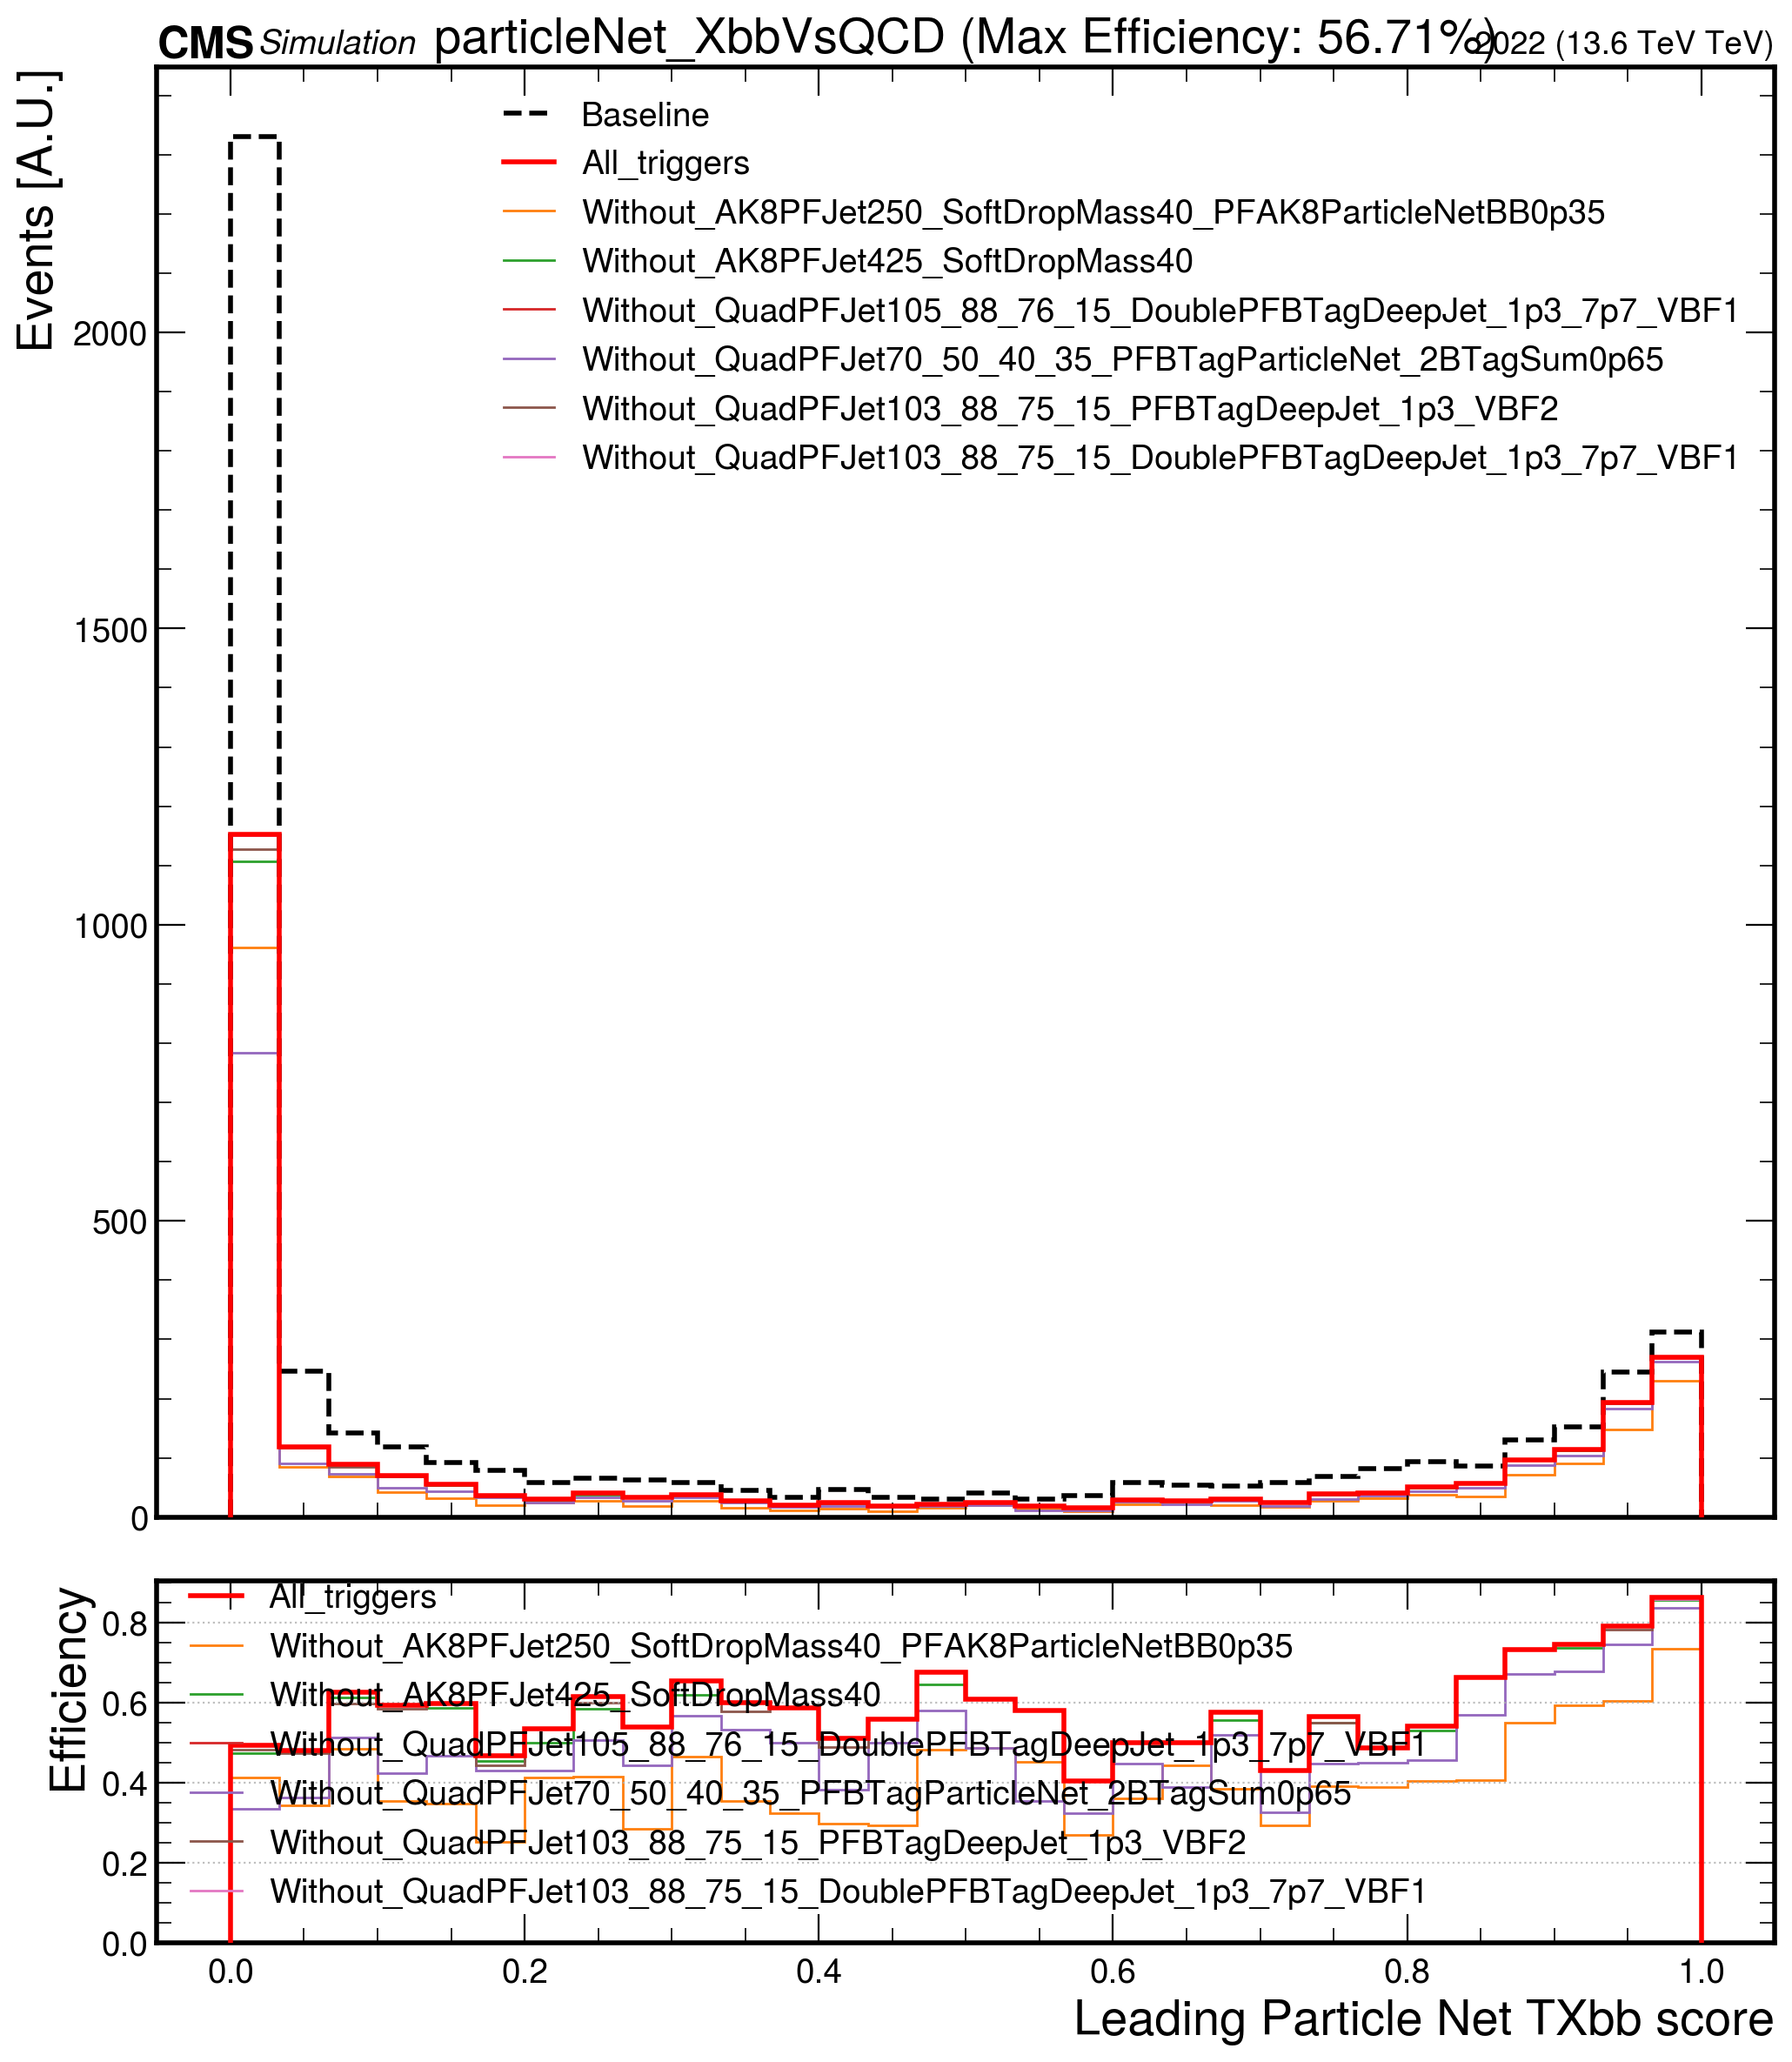 CMS Simulation particleNet_XbbVsQCD (Max Efficiency: 56.71%) 2022 (13.6 TeV TeV)
Events [A.U.]
Baseline
All_triggers
Without_AK8PFJet250_SoftDropMass40_PFAK8ParticleNetBB0p35
Without_AK8PFJet425_SoftDropMass40
Without_QuadPFJet105_88_76_15_DoublePFBTagDeepJet_1p3_7p7_VBF1
Without_QuadPFJet70_50_40_35_PFBTagParticleNet_2BTagSum0p65
Without_QuadPFJet103_88_75_15_PFBTagDeepJet_1p3_VBF2
Without_QuadPFJet103_88_75_15_DoublePFBTagDeepJet_1p3_7p7_VBF1
2000
1500
1000
500
0
Efficiency
All_triggers
Without_AK8PFJet250_SoftDropMass40_PFAK8ParticleNetBB0p35
Without_AK8PFJet425_SoftDropMass40
Without_QuadPFJet105_88_76_15_DoublePFBTagDeepJet_1p3_7p7_VBF1
Without_QuadPFJet70_50_40_35_PFBTagParticleNet_2BTagSum0p65
Without_QuadPFJet103_88_75_15_PFBTagDeepJet_1p3_VBF2
Without_QuadPFJet103_88_75_15_DoublePFBTagDeepJet_1p3_7p7_VBF1
0.8
0.6
0.4
0.2
0.0
0.0 0.2 0.4 0.6 0.8 1.0
Leading Particle Net TXbb score